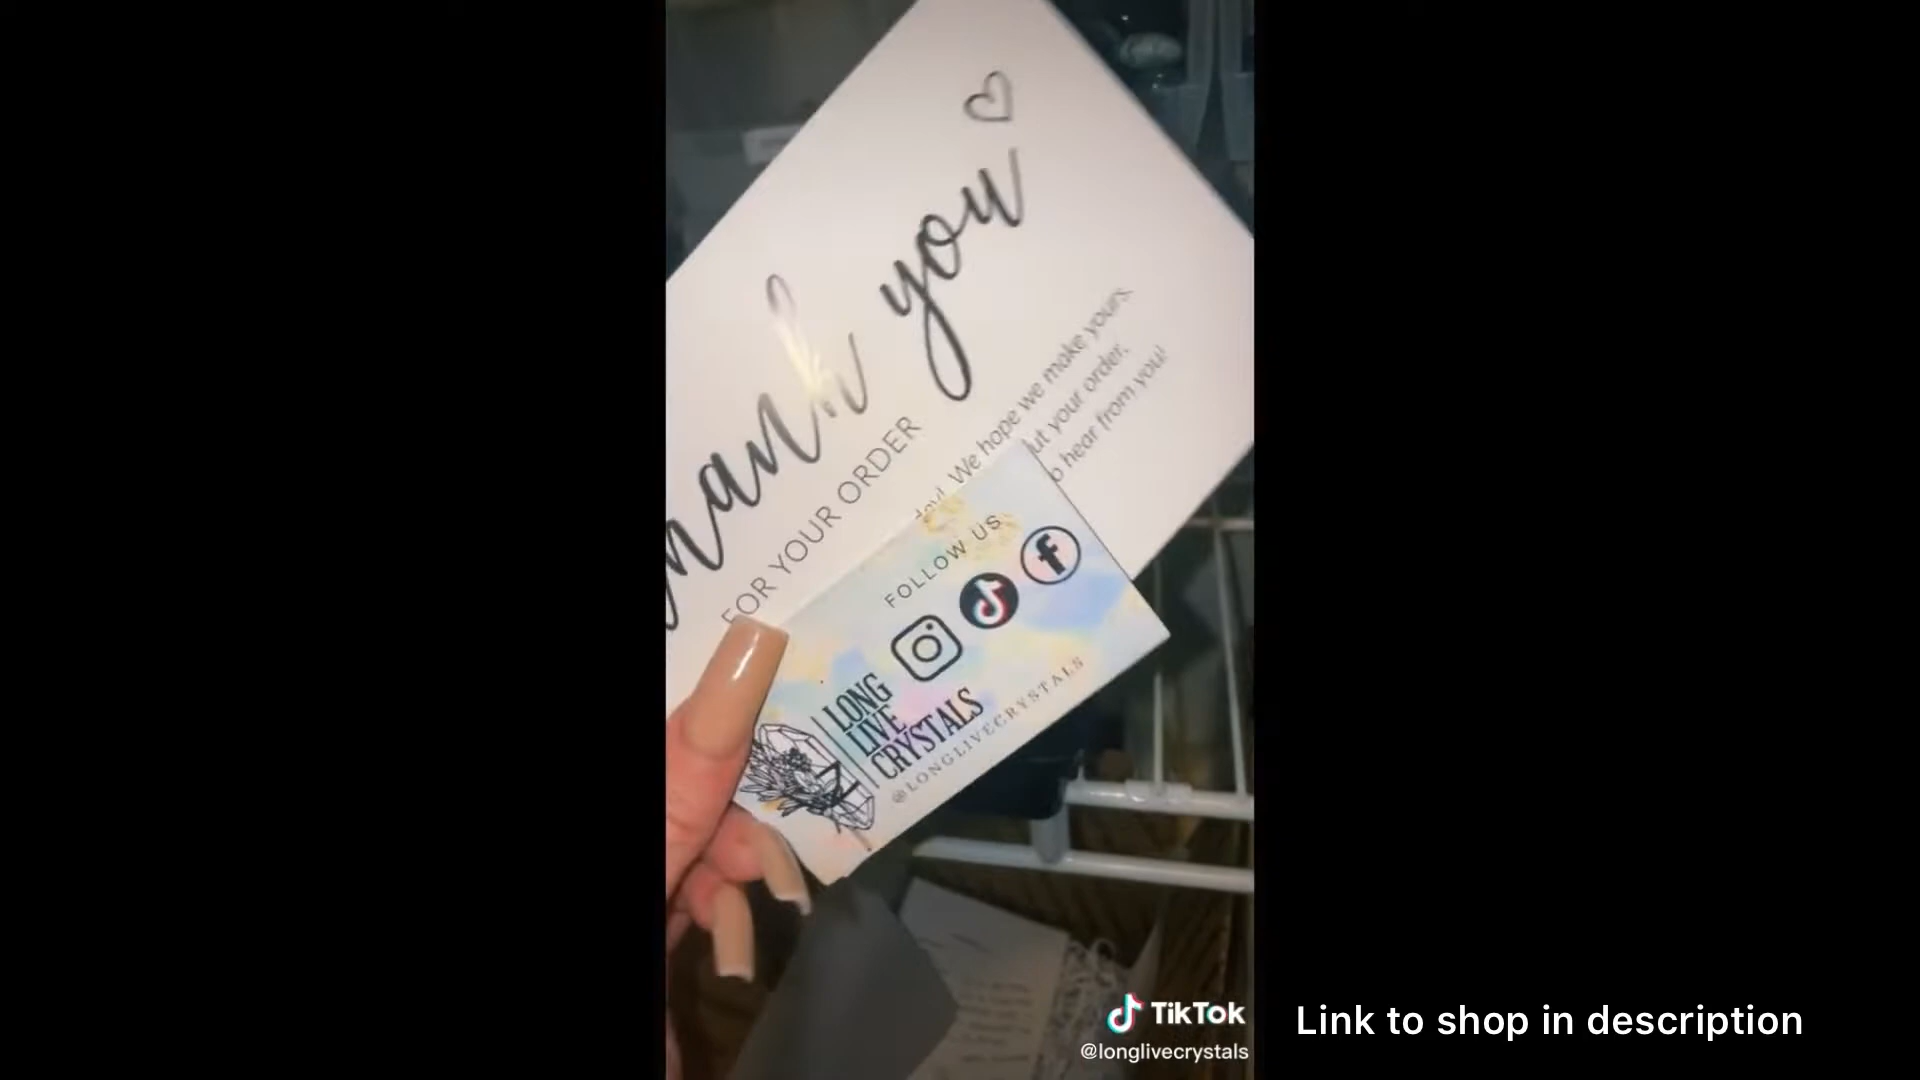 hank you
FOR YOUR ORDER
We hope we make yours.
your order,
hear from you!
FOLLOW US
LONG
LIVE
CRYSTALS
@LONGLIVECRYSTALS
TikTok
@longlivecrystals
Link to shop in description